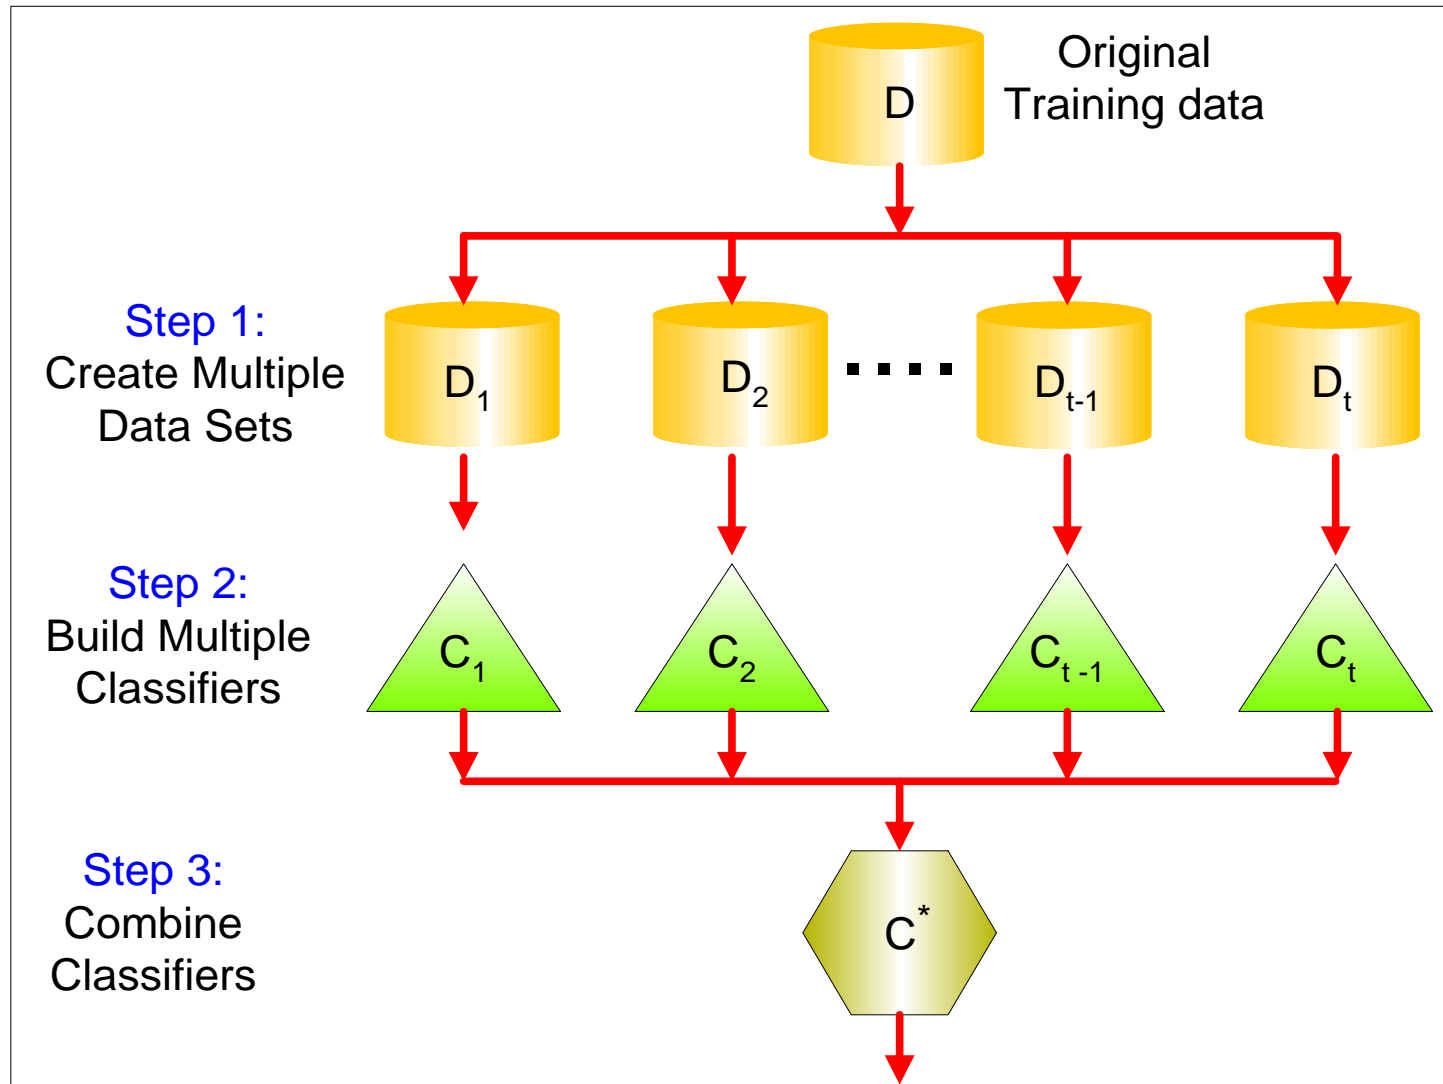 Original
Training data
D
Step 1:
Create Multiple
Data Sets
D1
D2
Dt-1
Dt
Step 2:
Build Multiple
Classifiers
C1
C2
Ct -1
Ct
Step 3:
Combine
Classifiers
C*